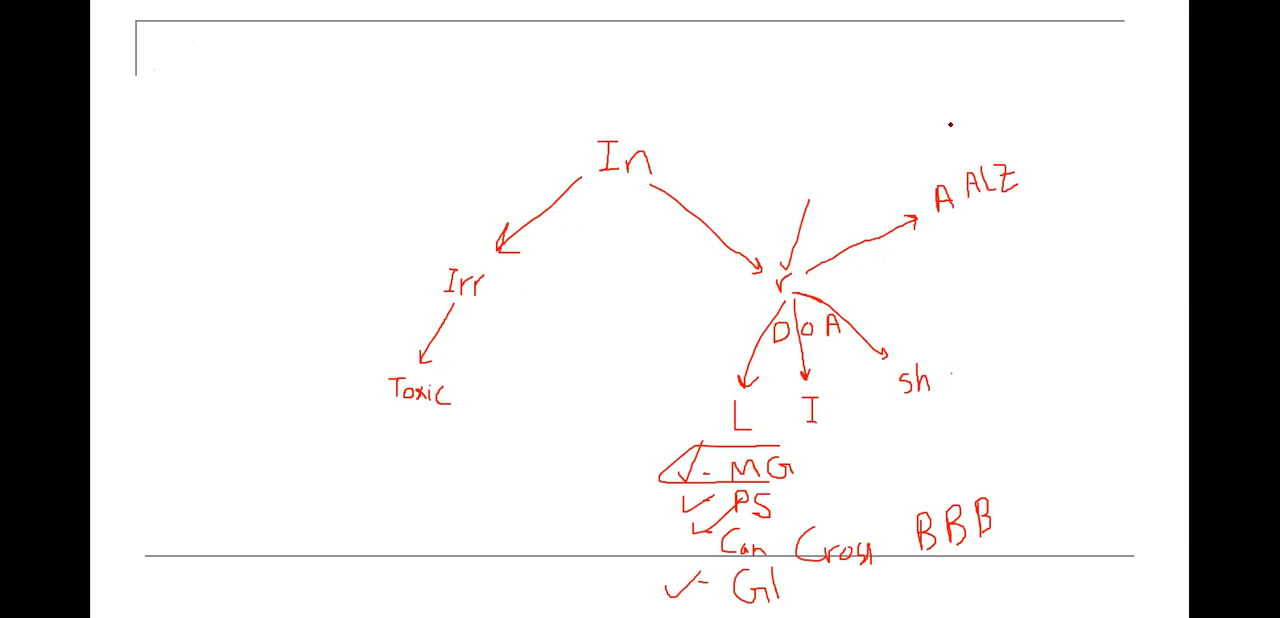 In
A ALZ
Irr
r
D O A
Toxic
L
I
sh
- MG
PS
Can Cross BBB
- Gl